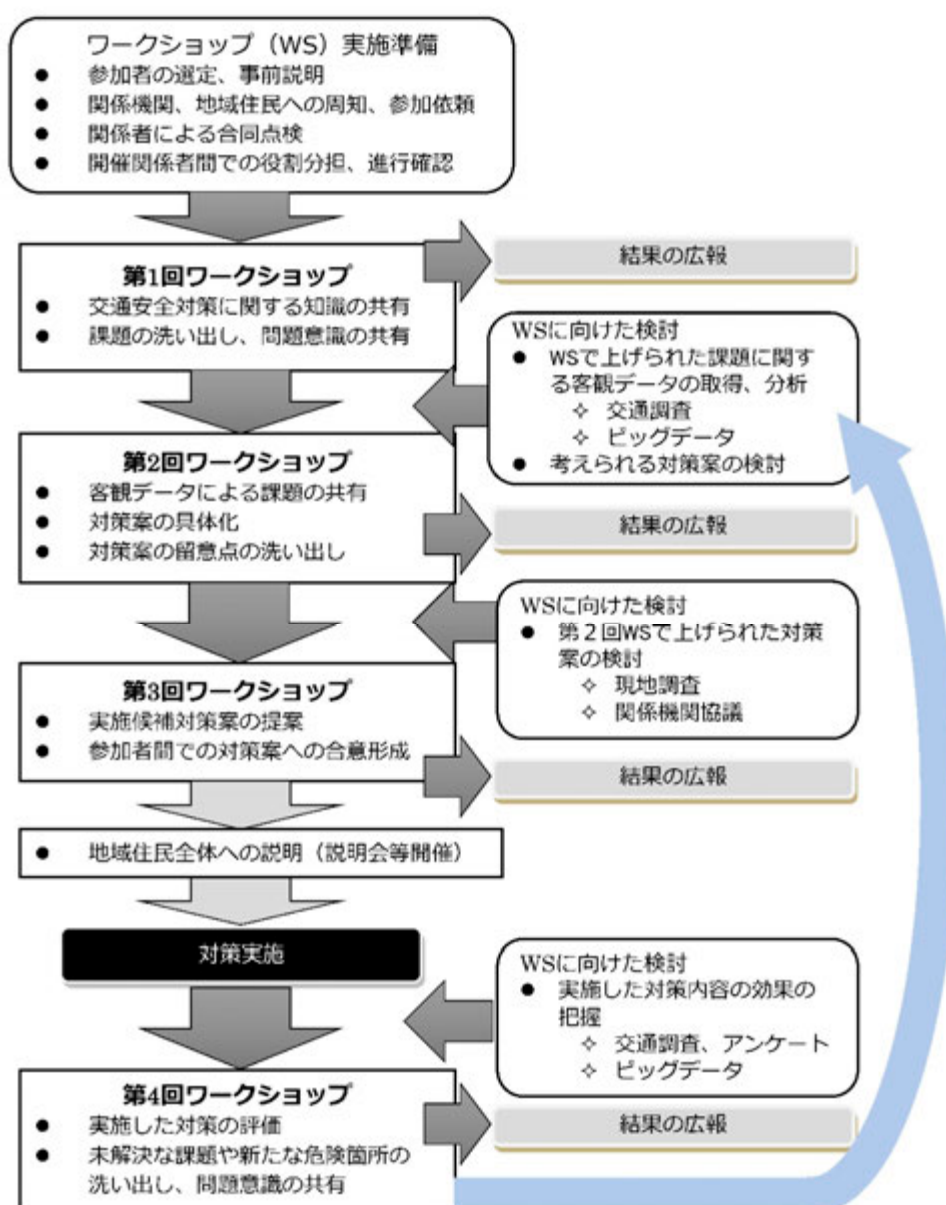 ワークショップ（WS）実施準備
● 参加者の選定、事前説明
● 関係機関、地域住民への周知、参加依頼
● 関係者による合同点検
● 開催関係者間での役割分担、進行確認
第1回ワークショップ
● 交通安全対策に関する知識の共有
● 課題の洗い出し、問題意識の共有
結果の広報
WSに向けた検討
● WSで上げられた課題に関す
る客観データの取得、分析
✧ 交通調査
✧ ビッグデータ
● 考えられる対策案の検討
第2回ワークショップ
● 客観データによる課題の共有
● 対策案の具体化
● 対策案の留意点の洗い出し
結果の広報
WSに向けた検討
● 第２回WSで上げられた対策
案の検討
✧ 現地調査
✧ 関係機関協議
第3回ワークショップ
● 実施候補対策案の提案
● 参加者間での対策案への合意形成
結果の広報
● 地域住民全体への説明（説明会等開催）
対策実施
WSに向けた検討
● 実施した対策内容の効果の
把握
✧ 交通調査、アンケート
✧ ビッグデータ
第4回ワークショップ
● 実施した対策の評価
● 未解決な課題や新たな危険箇所の
洗い出し、問題意識の共有
結果の広報